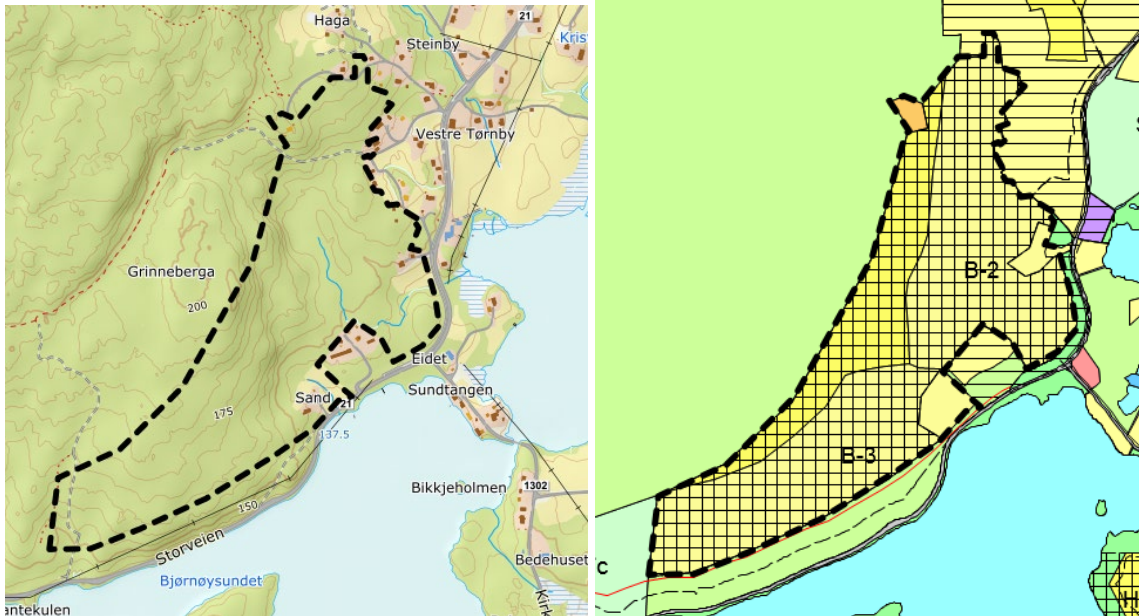 Haga
21
Steinby
Kris
Vestre Tørnby
Grinneberga
200
Eidet
Sundtangen
Sand
21
175
137.5
Bikkjeholmen
1302
150
Storveien
Bedehuset
Bjørnøysundet
antekulen
Kirk
B-2
B-3
C
H